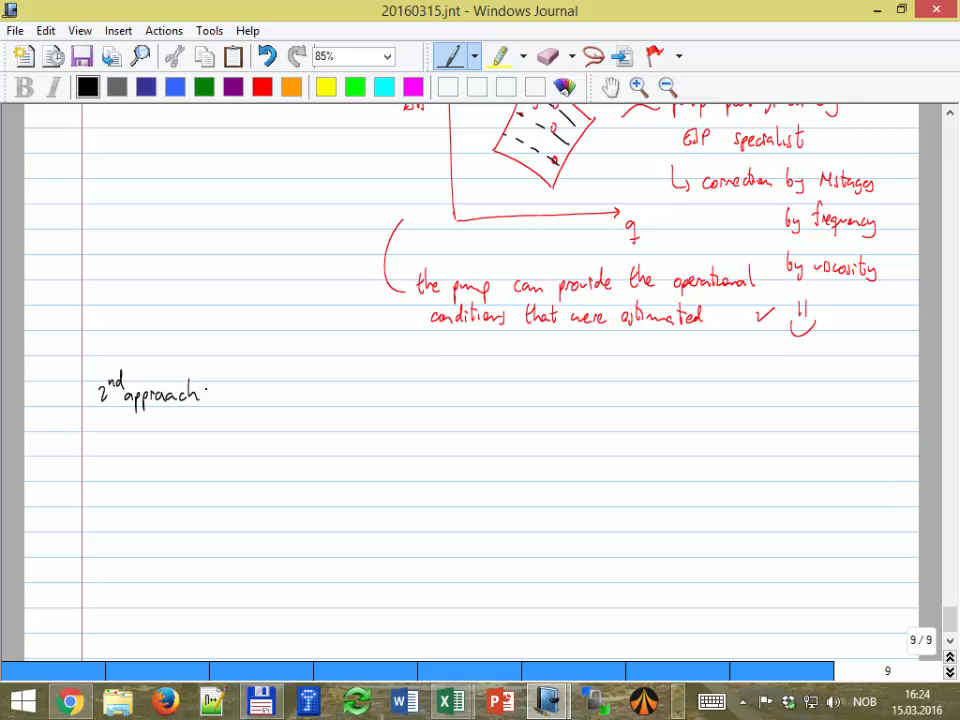 20160315.jnt - Windows Journal
File Edit View Insert Actions Tools Help
85%
B I
ESP specialist
↳ correction by Nstages
by frequency
by viscosity
q
the pump can provide the operational
conditions that were estimated ✓
2nd approach
9 / 9
9
NOB
16:24
15.03.2016